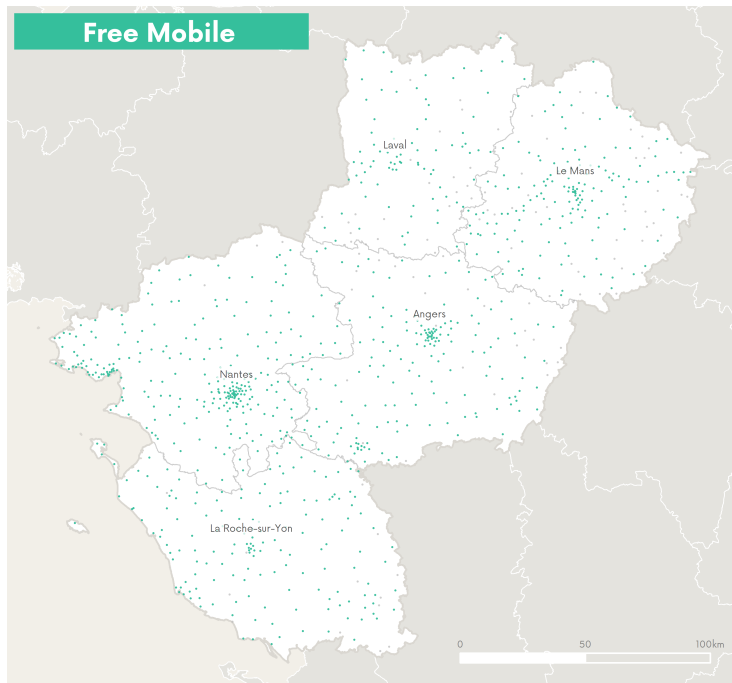 Free Mobile
Laval
Le Mans
Angers
Nantes
La Roche-sur-Yon
0 50 100km